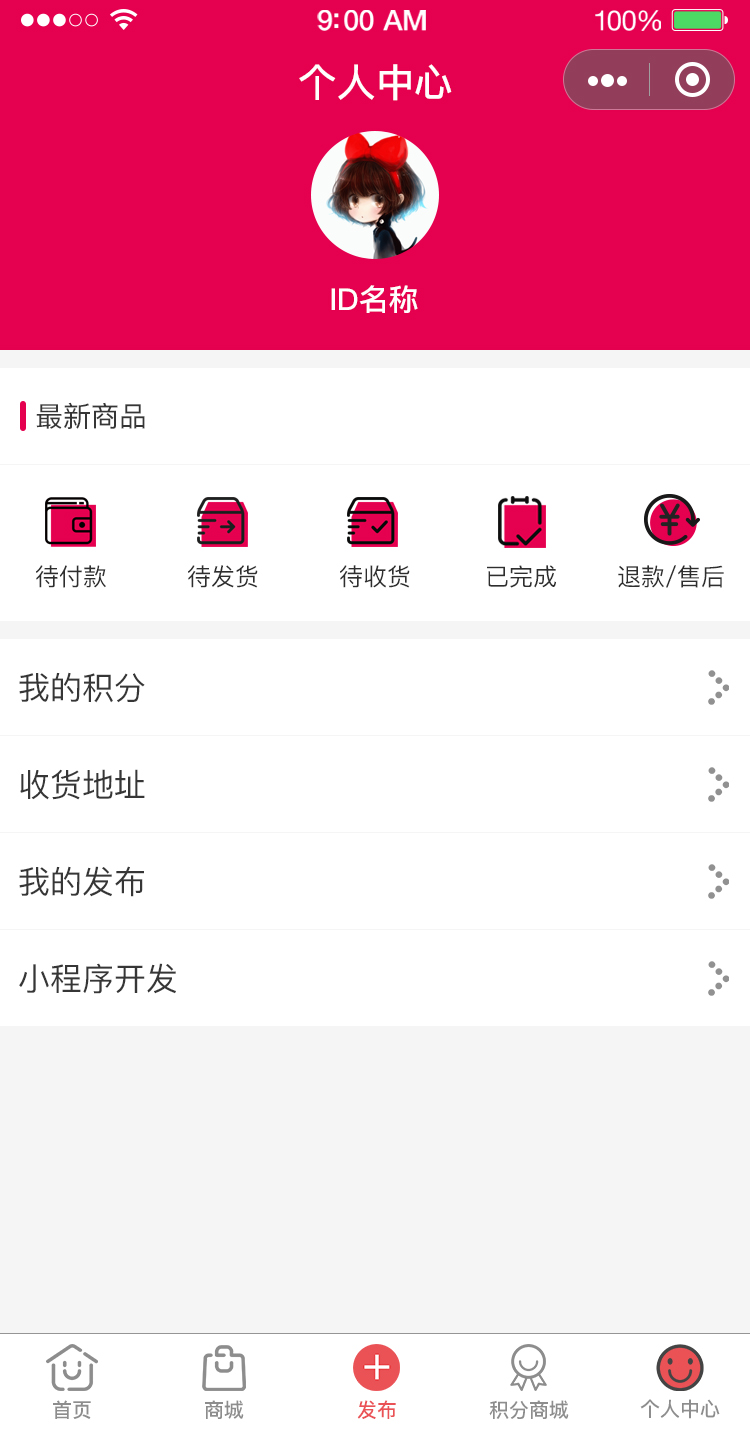 9:00 AM 100%
个人中心
ID名称
最新商品
待付款 待发货 待收货 已完成 退款/售后
我的积分
收货地址
我的发布
小程序开发
首页 商城 发布 积分商城 个人中心